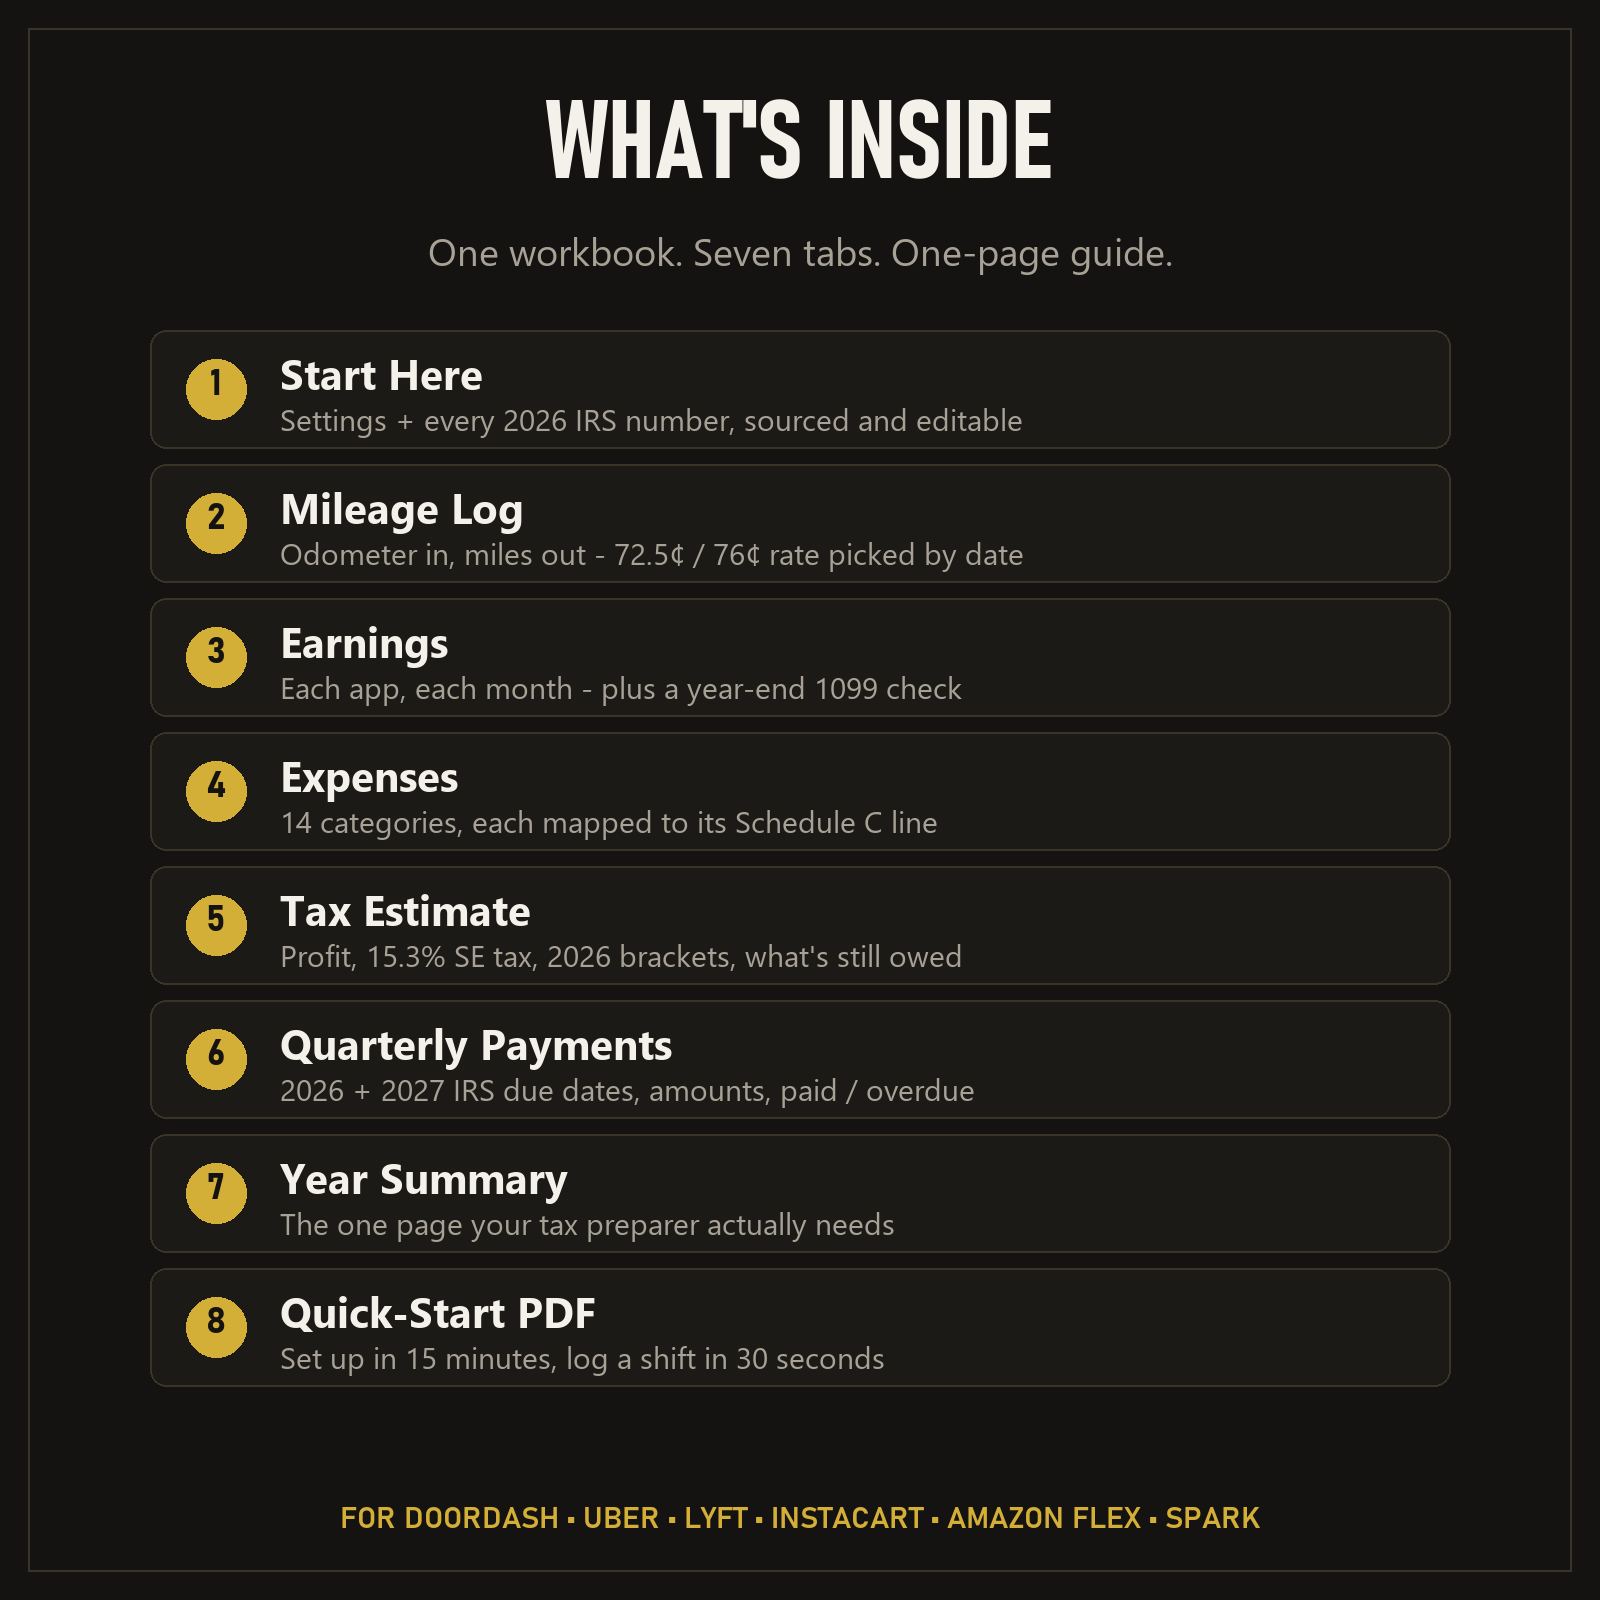 WHAT'S INSIDE
One workbook. Seven tabs. One-page guide.
1
Start Here
Settings + every 2026 IRS number, sourced and editable
2
Mileage Log
Odometer in, miles out - 72.5¢ / 76¢ rate picked by date
3
Earnings
Each app, each month - plus a year-end 1099 check
4
Expenses
14 categories, each mapped to its Schedule C line
5
Tax Estimate
Profit, 15.3% SE tax, 2026 brackets, what's still owed
6
Quarterly Payments
2026 + 2027 IRS due dates, amounts, paid / overdue
7
Year Summary
The one page your tax preparer actually needs
8
Quick-Start PDF
Set up in 15 minutes, log a shift in 30 seconds
FOR DOORDASH · UBER · LYFT · INSTACART · AMAZON FLEX · SPARK